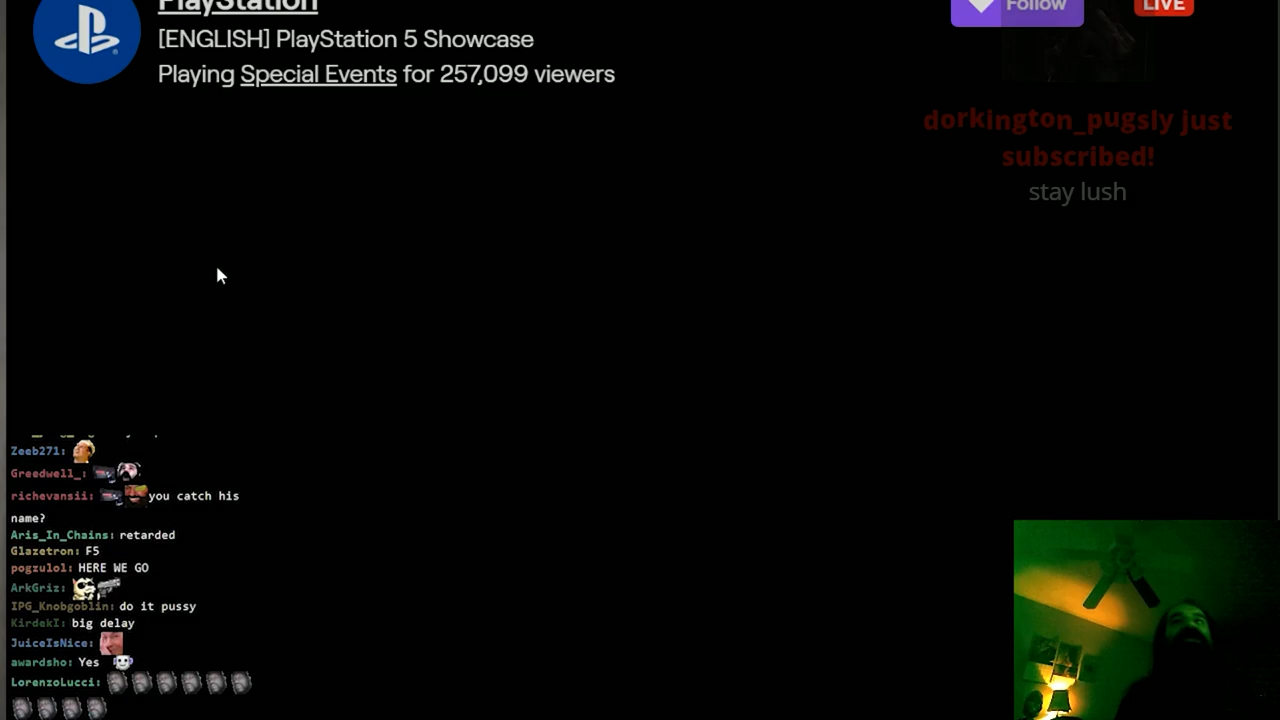 PlayStation
[ENGLISH] PlayStation 5 Showcase
Playing Special Events for 257,099 viewers
Follow
LIVE
dorkington_pugsly just
subscribed!
stay lush
Zeeb271:
Greedwell_:
richevansii: you catch his
name?
Aris_In_Chains: retarded
Glazetron: F5
pogzulol: HERE WE GO
ArkGriz:
IPG_Knobgoblin: do it pussy
KirdekI: big delay
JuiceIsNice:
awardsho: Yes
LorenzoLucci: